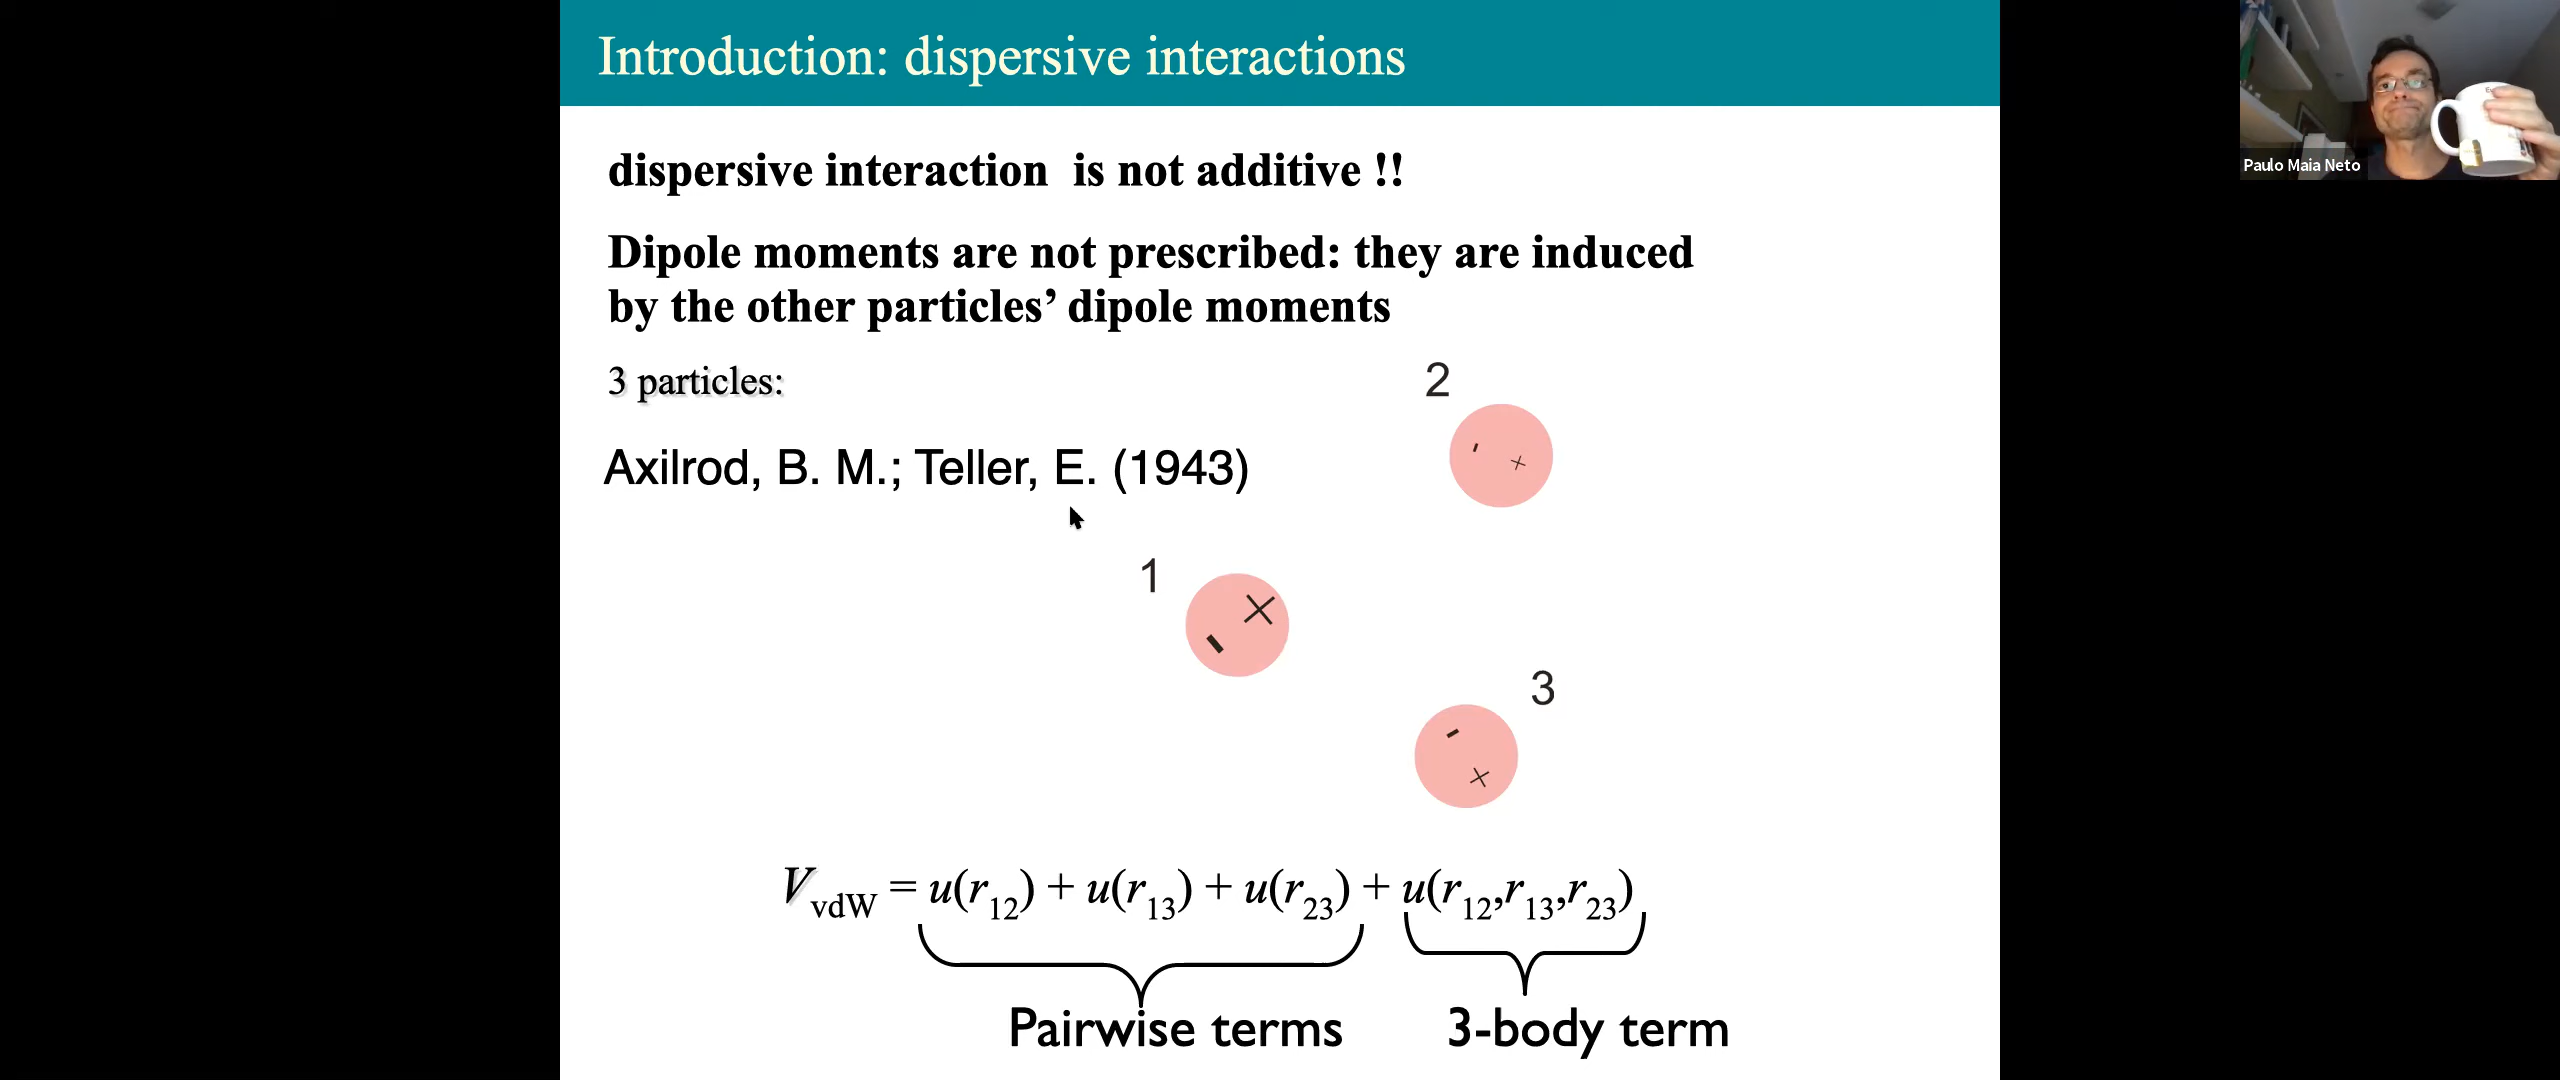 Introduction: dispersive interactions
Paulo Maia Neto
dispersive interaction is not additive !!
Dipole moments are not prescribed: they are induced
by the other particles’ dipole moments
3 particles:
2
Axilrod, B. M.; Teller, E. (1943)
1
3
V_vdW = u(r_12) + u(r_13) + u(r_23) + u(r_12,r_13,r_23)
Pairwise terms
3-body term